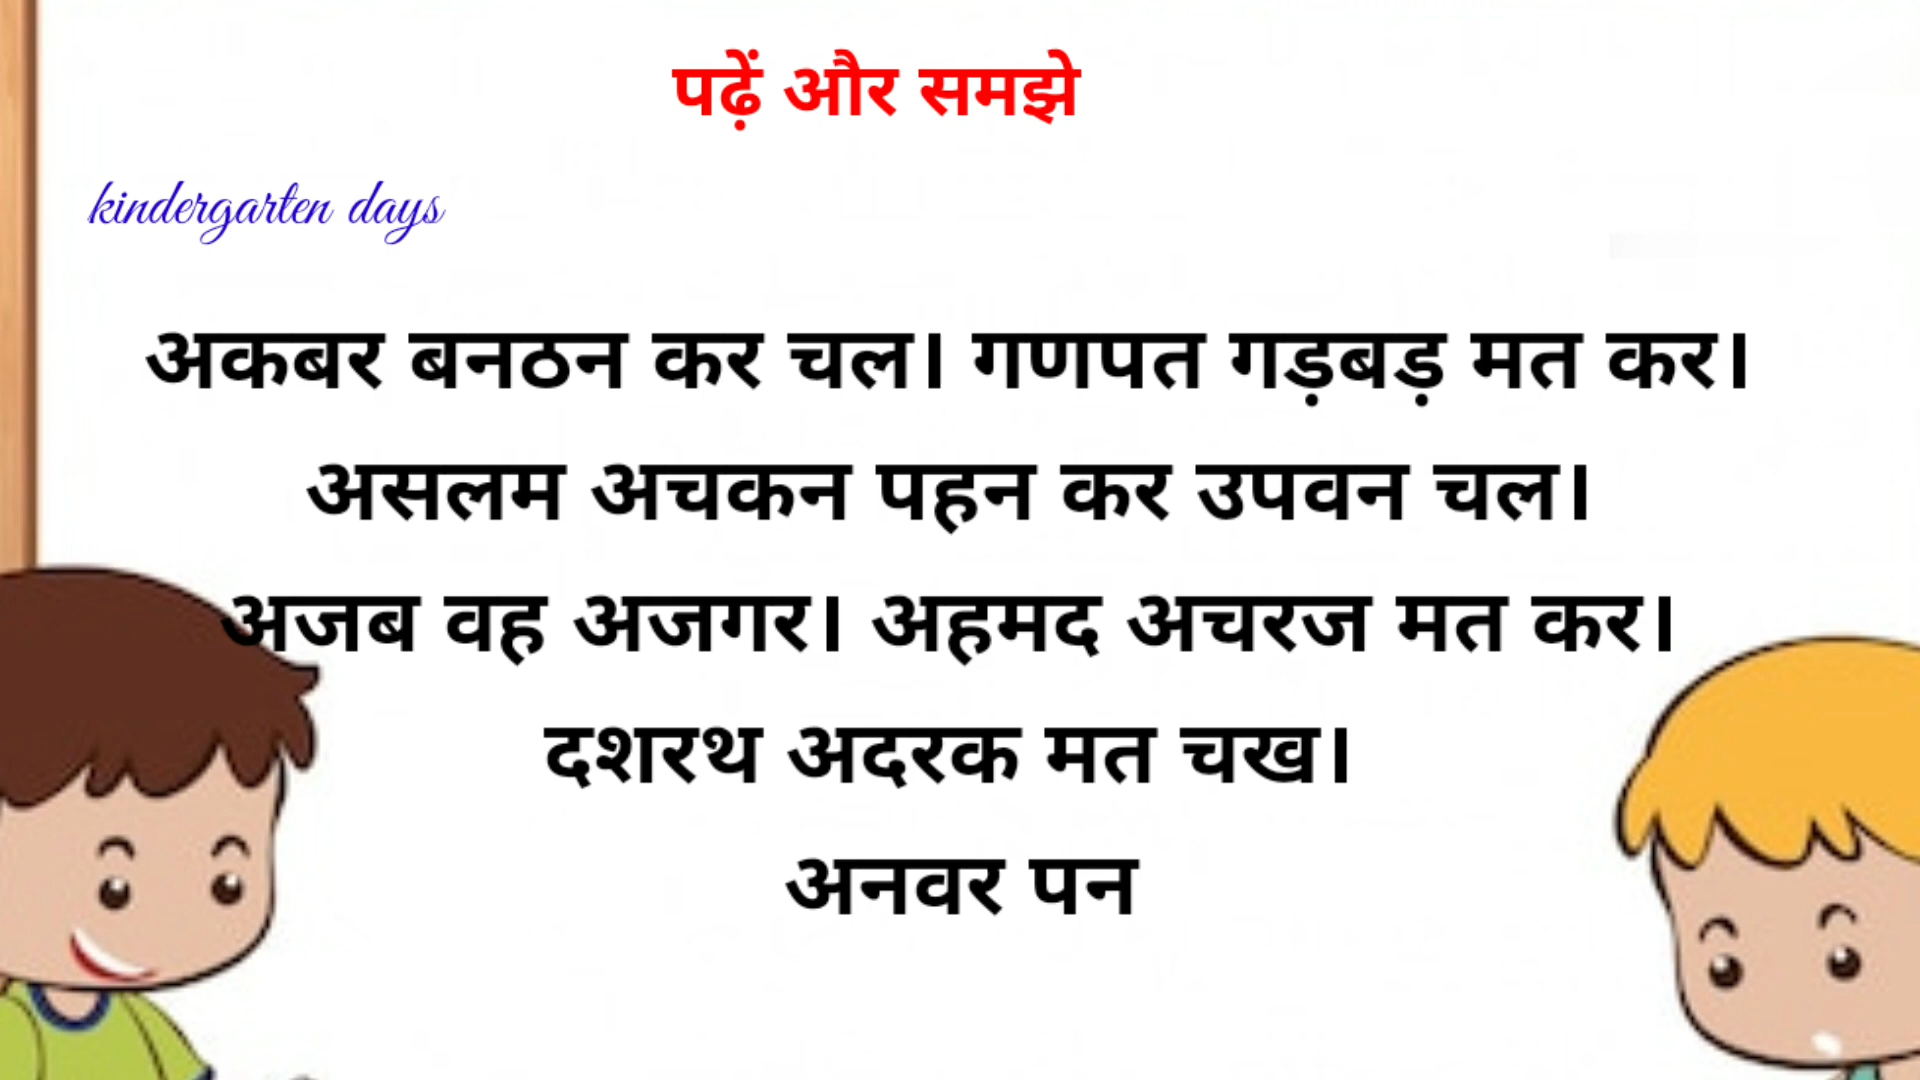 पढ़ें और समझे
kindergarten days
अकबर बनठन कर चल। गणपत गड़बड़ मत कर।
असलम अचकन पहन कर उपवन चल।
अजब वह अजगर। अहमद अचरज मत कर।
दशरथ अदरक मत चख।
अनवर पन